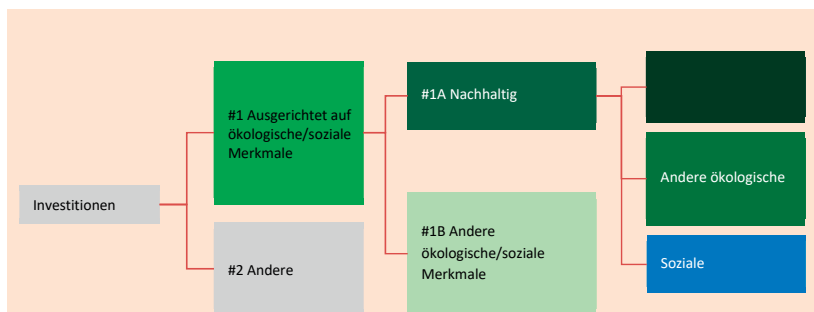 Investitionen
#1 Ausgerichtet auf
ökologische/soziale
Merkmale
#2 Andere
#1A Nachhaltig
#1B Andere
ökologische/soziale
Merkmale
Andere ökologische
Soziale